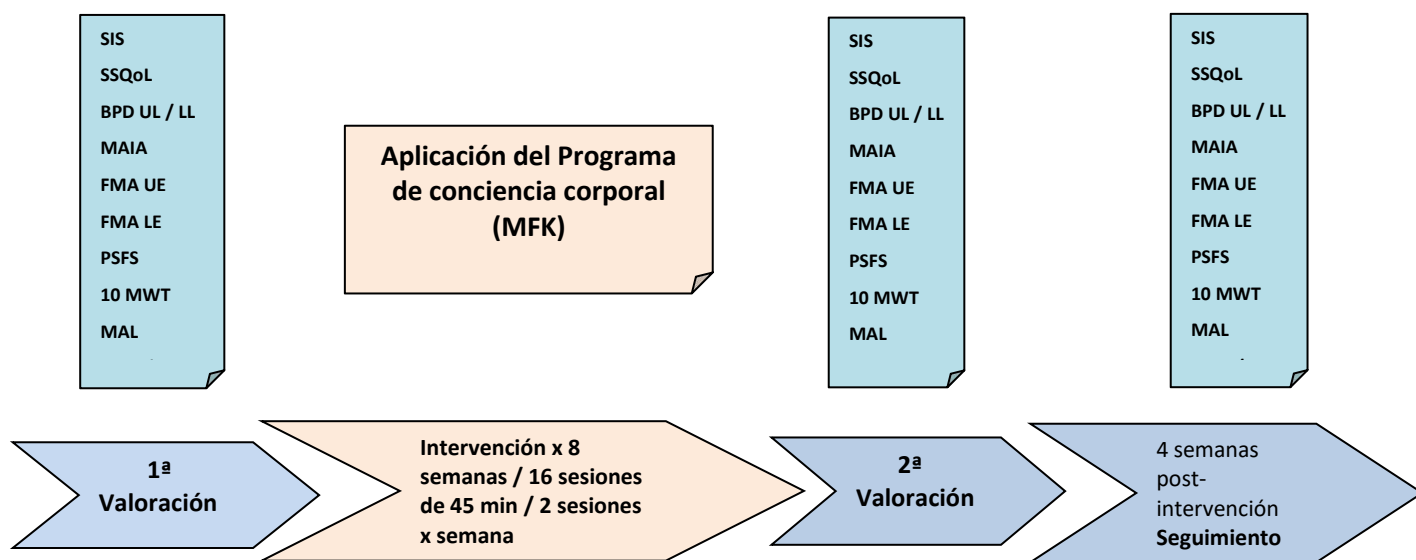 SIS
SSQoL
BPD UL / LL
MAIA
FMA UE
FMA LE
PSFS
10 MWT
MAL
Aplicación del Programa
de conciencia corporal
(MFK)
SIS
SSQoL
BPD UL / LL
MAIA
FMA UE
FMA LE
PSFS
10 MWT
MAL
SIS
SSQoL
BPD UL / LL
MAIA
FMA UE
FMA LE
PSFS
10 MWT
MAL
1ª
Valoración
Intervención x 8
semanas / 16 sesiones
de 45 min / 2 sesiones
x semana
2ª
Valoración
4 semanas
post-
intervención
Seguimiento